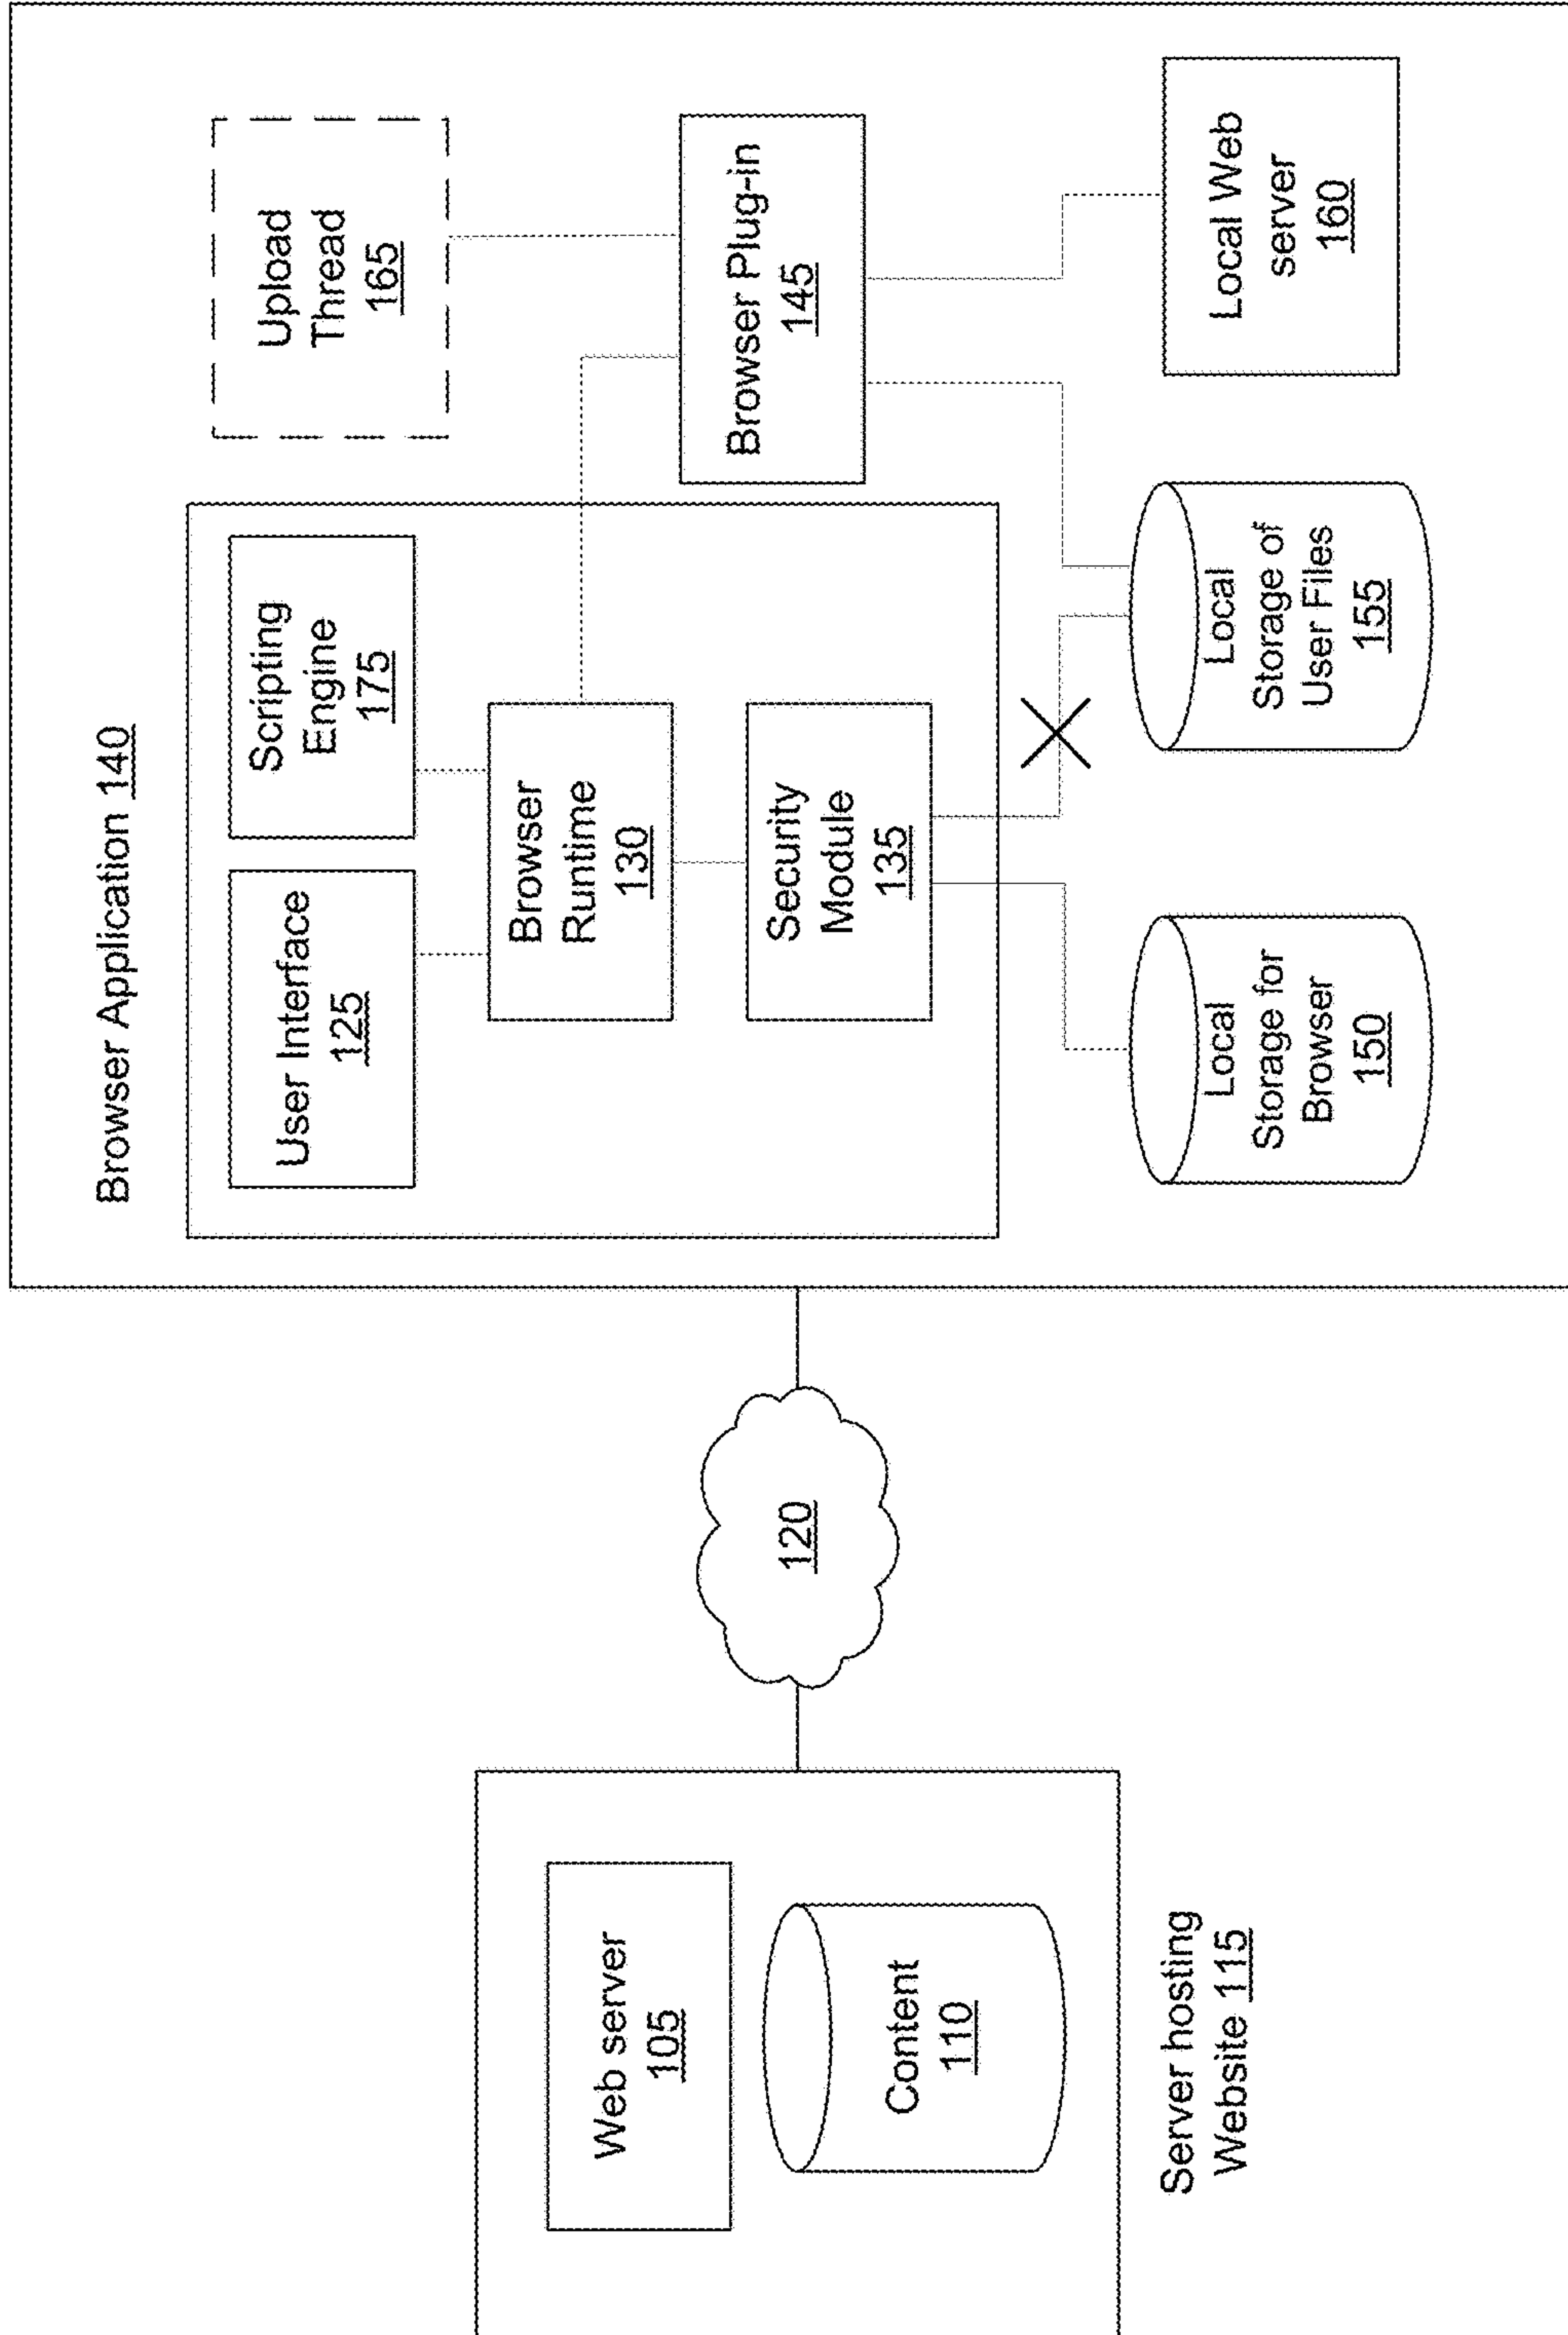 Server hosting
Website 115
Web server
105
Content
110
120
Browser Application 140
User Interface
125
Scripting
Engine
175
Browser
Runtime
130
Security
Module
135
Upload
Thread
165
Browser Plug-in
145
Local
Storage for
Browser
150
Local
Storage of
User Files
155
Local Web
server
160